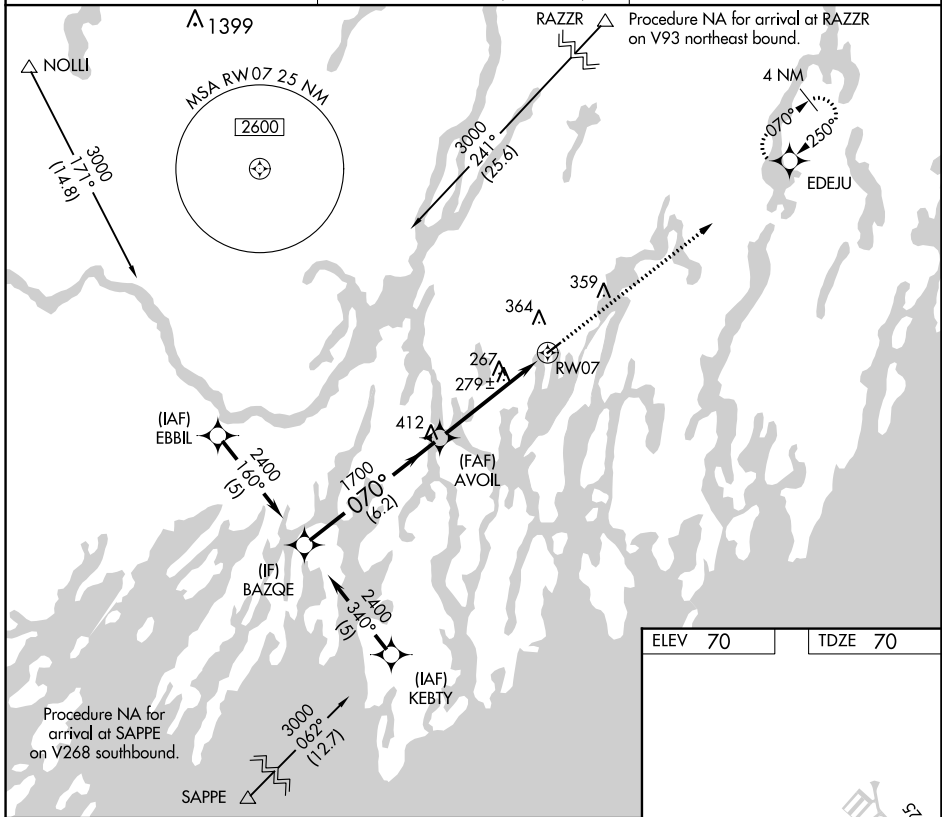 1399
RAZZR
Procedure NA for arrival at RAZZR
on V93 northeast bound.
NOLLI
MSA RW07 25 NM
2600
4 NM
070°
250°
EDEJU
3000
171°
(14.8)
3000
241°
(25.6)
359
364
RW07
267
279±
412
(IAF)
EBBIL
(FAF)
AVOIL
2400
160°
(5)
1700
070°
(6.2)
(IF)
BAZQE
2400
340°
(5)
(IAF)
KEBTY
ELEV 70
TDZE 70
Procedure NA for
arrival at SAPPE
on V268 southbound.
3000
062°
(12.7)
SAPPE
25